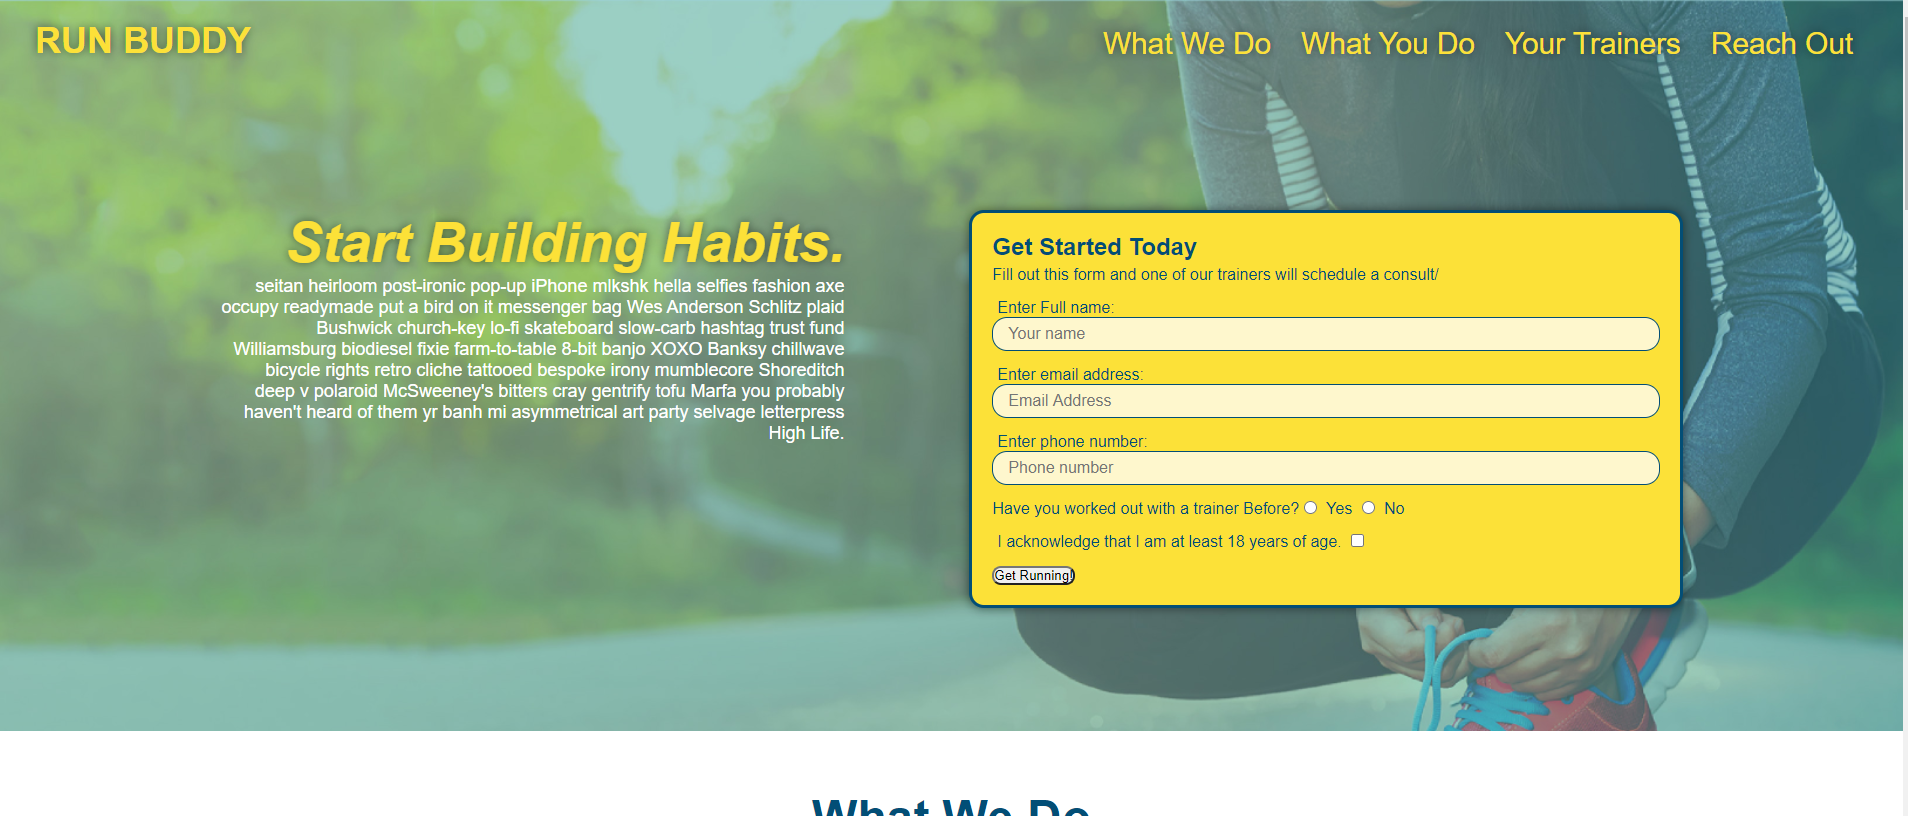 RUN BUDDY
What We Do What You Do Your Trainers Reach Out
Start Building Habits.
seitan heirloom post-ironic pop-up iPhone mlkshk hella selfies fashion axe
occupy readymade put a bird on it messenger bag Wes Anderson Schlitz plaid
Bushwick church-key lo-fi skateboard slow-carb hashtag trust fund
Williamsburg biodiesel fixie farm-to-table 8-bit banjo XOXO Banksy chillwave
bicycle rights retro cliche tattooed bespoke irony mumblecore Shoreditch
deep v polaroid McSweeney's bitters cray gentrify tofu Marfa you probably
haven't heard of them yr banh mi asymmetrical art party selvage letterpress
High Life.
Get Started Today
Fill out this form and one of our trainers will schedule a consult/
Enter Full name:
Your name
Enter email address:
Email Address
Enter phone number:
Phone number
Have you worked out with a trainer Before? Yes No
I acknowledge that I am at least 18 years of age.
Get Running!
What We Do